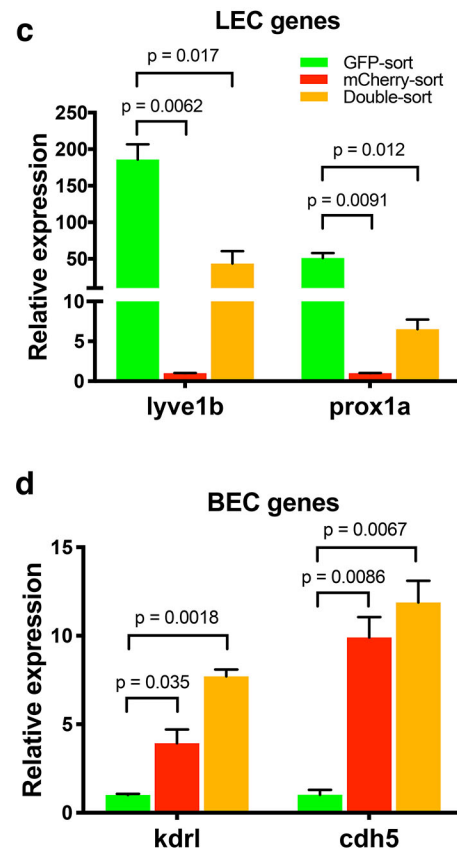 c
LEC genes
GFP-sort
mCherry-sort
Double-sort
p = 0.017
p = 0.0062
p = 0.012
p = 0.0091
Relative expression
250
200
150
100
50
10
5
0
lyve1b
prox1a
d
BEC genes
p = 0.0067
p = 0.0086
p = 0.0018
p = 0.035
Relative expression
15
10
5
0
kdrl
cdh5